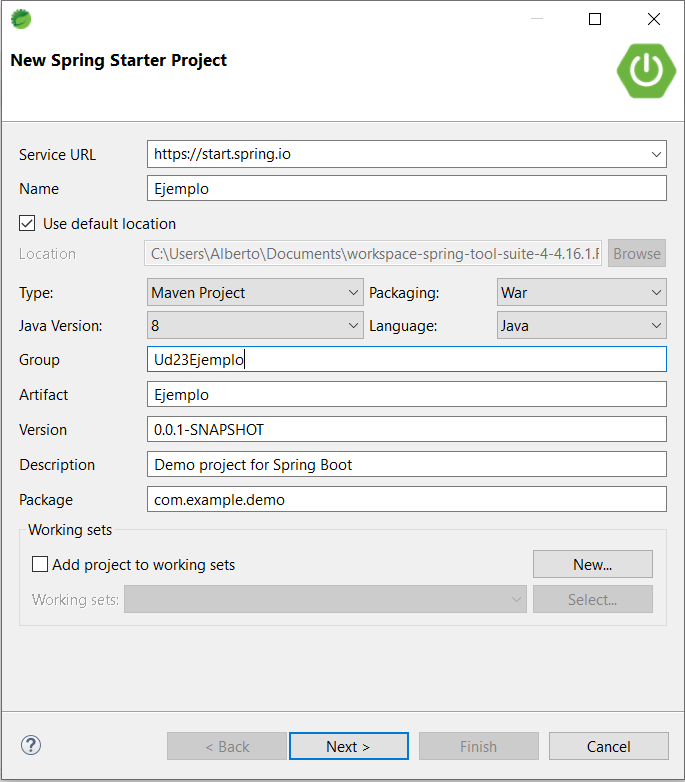 New Spring Starter Project
Service URL https://start.spring.io
Name Ejemplo
Use default location
Location C:\Users\Alberto\Documents\workspace-spring-tool-suite-4-4.16.1.F Browse
Type: Maven Project Packaging: War
Java Version: 8 Language: Java
Group Ud23Ejemplo
Artifact Ejemplo
Version 0.0.1-SNAPSHOT
Description Demo project for Spring Boot
Package com.example.demo
Working sets
Add project to working sets New...
Working sets: Select...
? < Back Next > Finish Cancel